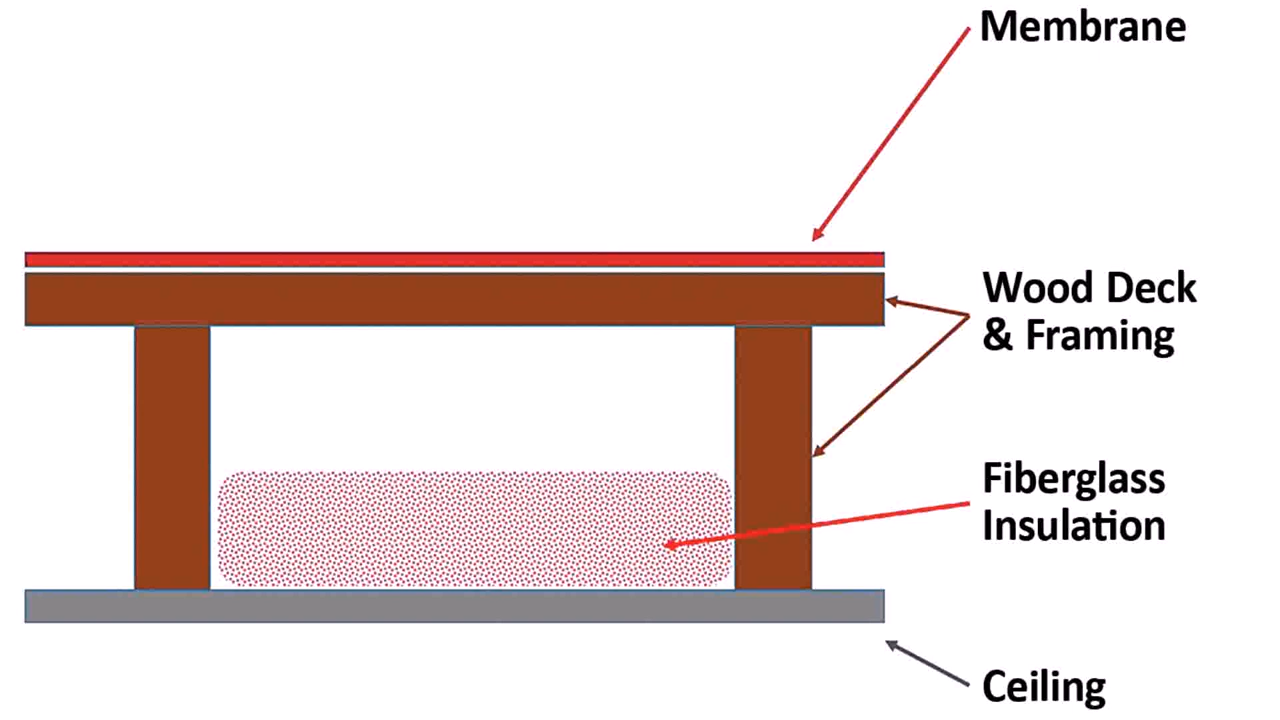 Membrane
Wood Deck
& Framing
Fiberglass
Insulation
Ceiling